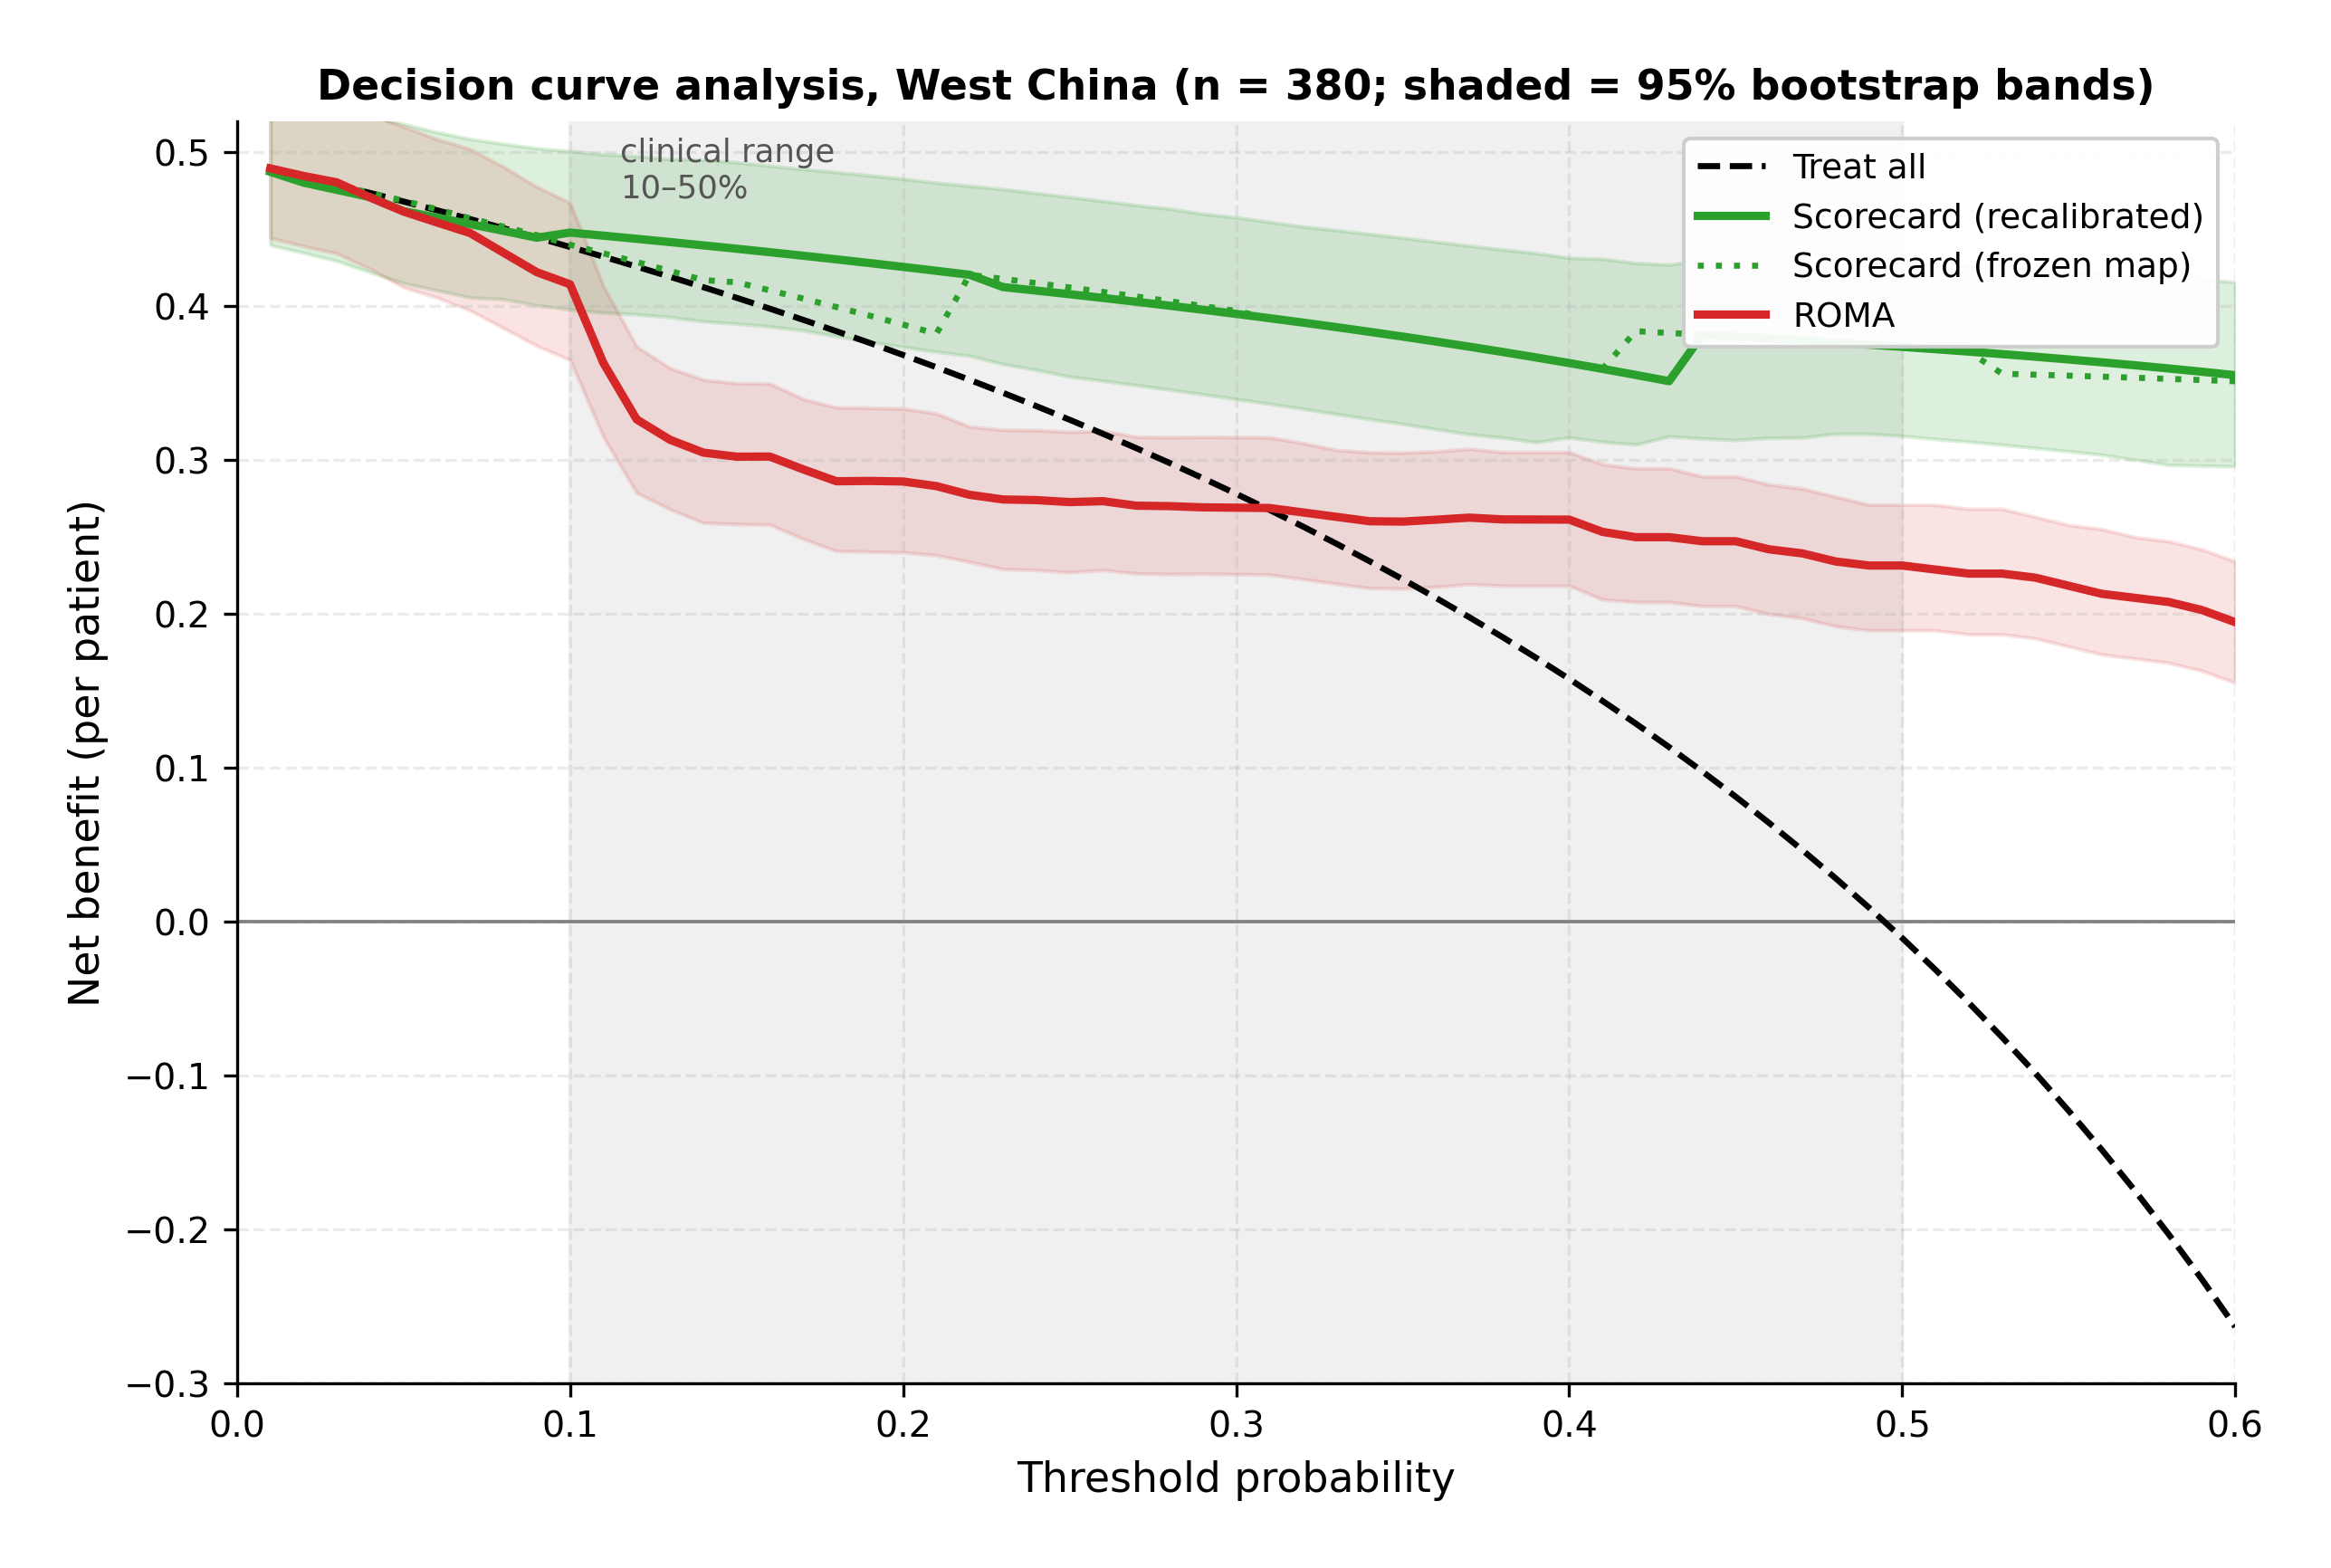 Decision curve analysis, West China (n = 380; shaded = 95% bootstrap bands)
clinical range
10–50%
Treat all
Scorecard (recalibrated)
Scorecard (frozen map)
ROMA
Net benefit (per patient)
0.5
0.4
0.3
0.2
0.1
0.0
−0.1
−0.2
−0.3
0.0 0.1 0.2 0.3 0.4 0.5 0.6
Threshold probability